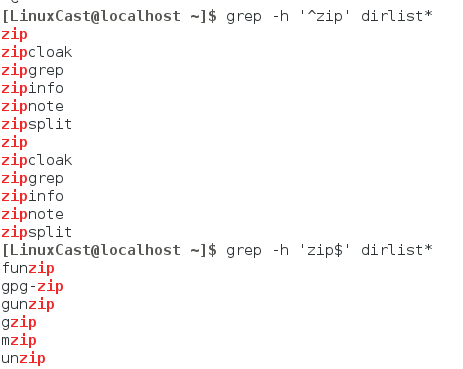 [LinuxCast@localhost ~]$ grep -h '^zip' dirlist*
zip
zipcloak
zipgrep
zipinfo
zipnote
zipsplit
zip
zipcloak
zipgrep
zipinfo
zipnote
zipsplit
[LinuxCast@localhost ~]$ grep -h 'zip$' dirlist*
funzip
gpg-zip
gunzip
gzip
mzip
unzip